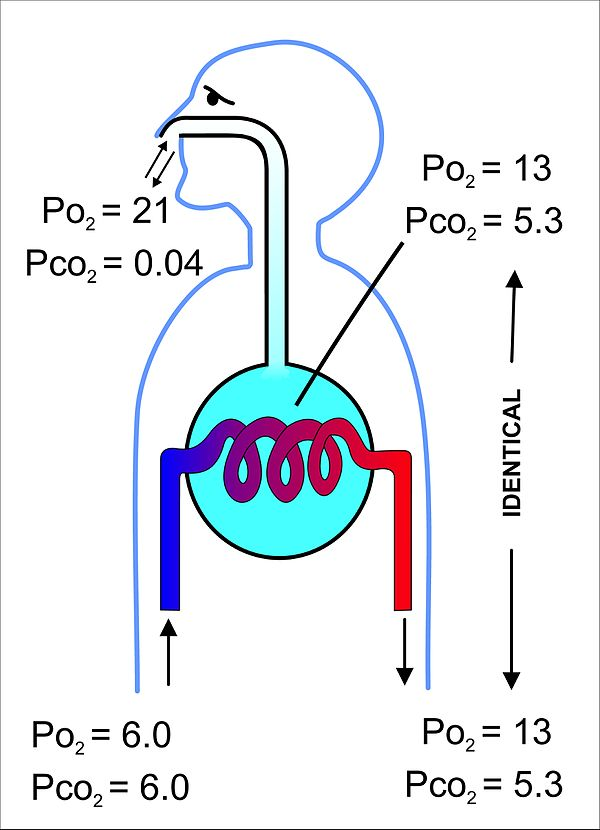 Po₂ = 13
Pco₂ = 5.3
Po₂ = 21
Pco₂ = 0.04
IDENTICAL
Po₂ = 6.0
Pco₂ = 6.0
Po₂ = 13
Pco₂ = 5.3